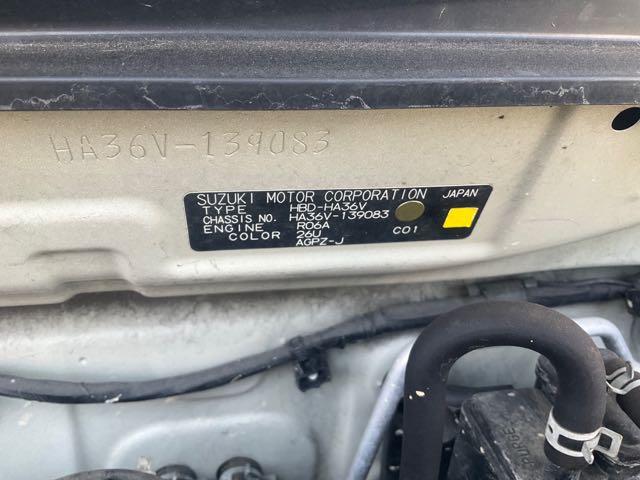 HA36V-139083
SUZUKI MOTOR CORPORATION JAPAN
TYPE HBD-HA36V
CHASSIS NO. HA36V-139083
ENGINE R06A
COLOR 26U C01
AGPZ-J
PURGE